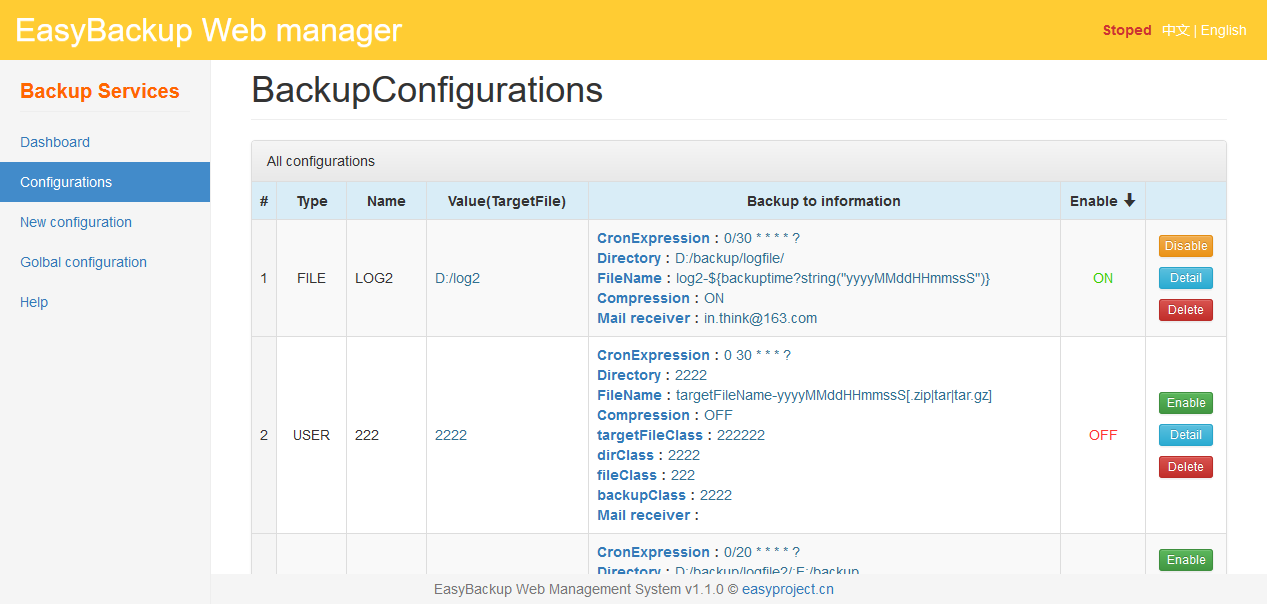 EasyBackup Web manager
Stoped 中文 | English
Backup Services
Dashboard
Configurations
New configuration
Golbal configuration
Help
BackupConfigurations
All configurations
# Type Name Value(TargetFile) Backup to information Enable
1 FILE LOG2 D:/log2
CronExpression : 0/30 * * * * ?
Directory : D:/backup/logfile/
FileName : log2-${backuptime?string("yyyyMMddHHmmssS")}
Compression : ON
Mail receiver : in.think@163.com
ON
Disable
Detail
Delete
2 USER 222 2222
CronExpression : 0 30 * * * ?
Directory : 2222
FileName : targetFileName-yyyyMMddHHmmssS[.zip|tar|tar.gz]
Compression : OFF
targetFileClass : 222222
dirClass : 2222
fileClass : 222
backupClass : 2222
Mail receiver :
OFF
Enable
Detail
Delete
CronExpression : 0/20 * * * * ?
Directory : D:/backup/logfile2/;E:/backup
Enable
EasyBackup Web Management System v1.1.0 © easyproject.cn